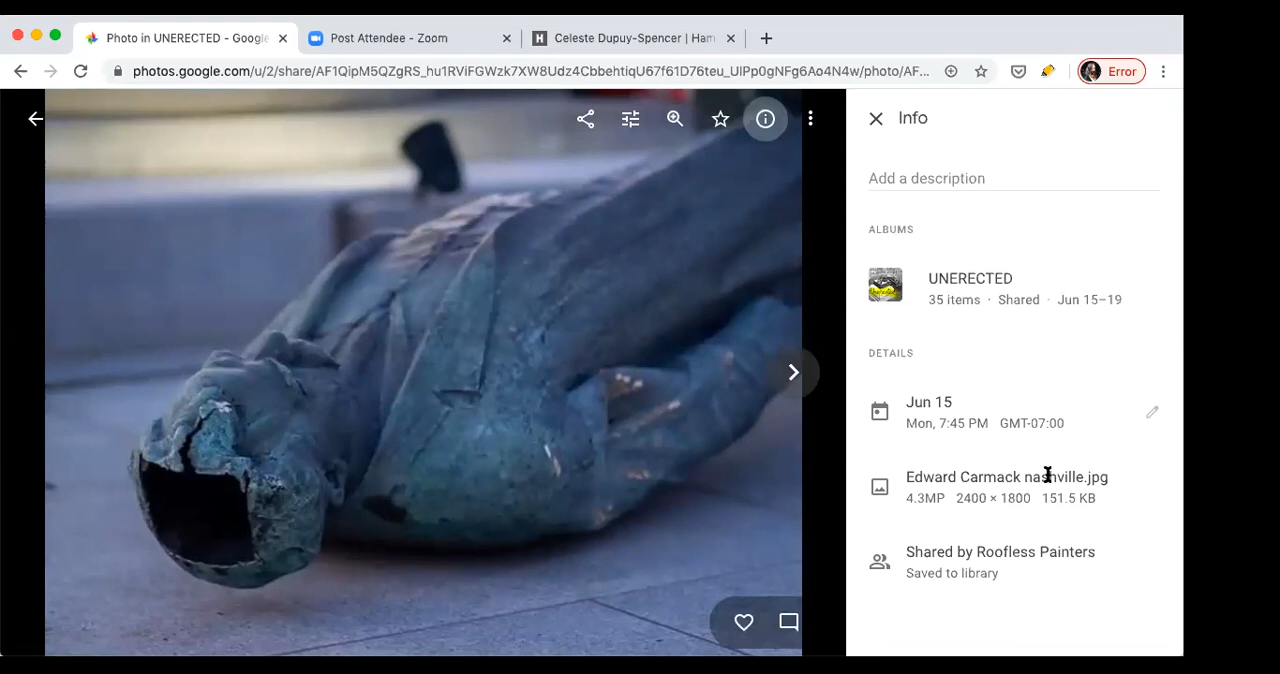 Photo in UNERECTED - Google
Post Attendee - Zoom
Celeste Dupuy-Spencer | Ham
photos.google.com/u/2/share/AF1QipM5QZgRS_hu1RViFGWzk7XW8Udz4CbbehtiqU67f61D76teu_UlPp0gNFg6Ao4N4w/photo/AF...
Error
Info
Add a description
ALBUMS
UNERECTED
35 items · Shared · Jun 15–19
DETAILS
Jun 15
Mon, 7:45 PM GMT-07:00
Edward Carmack nashville.jpg
4.3MP 2400 × 1800 151.5 KB
Shared by Roofless Painters
Saved to library